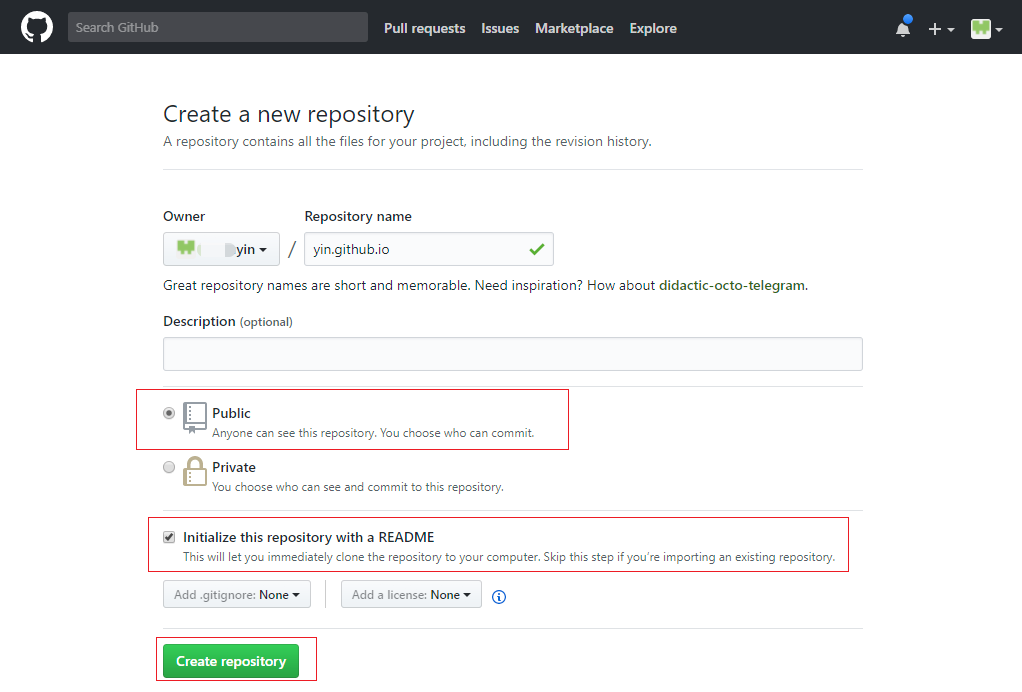 Search GitHub Pull requests Issues Marketplace Explore
Create a new repository
A repository contains all the files for your project, including the revision history.
Owner Repository name
yin / yin.github.io
Great repository names are short and memorable. Need inspiration? How about didactic-octo-telegram.
Description (optional)
Public
Anyone can see this repository. You choose who can commit.
Private
You choose who can see and commit to this repository.
Initialize this repository with a README
This will let you immediately clone the repository to your computer. Skip this step if you're importing an existing repository.
Add .gitignore: None Add a license: None
Create repository